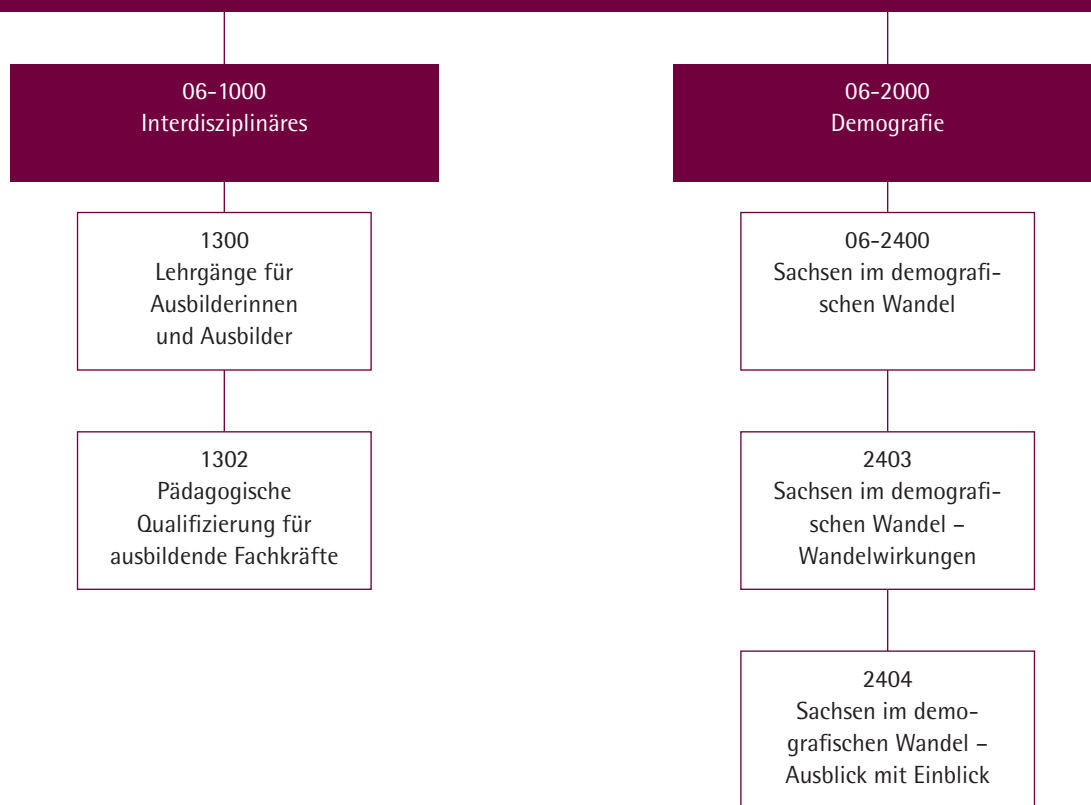 06-1000
Interdisziplinäres
1300
Lehrgänge für
Ausbilderinnen
und Ausbilder
1302
Pädagogische
Qualifizierung für
ausbildende Fachkräfte
06-2000
Demografie
06-2400
Sachsen im demografi-
schen Wandel
2403
Sachsen im demografi-
schen Wandel –
Wandelwirkungen
2404
Sachsen im demo-
grafischen Wandel –
Ausblick mit Einblick